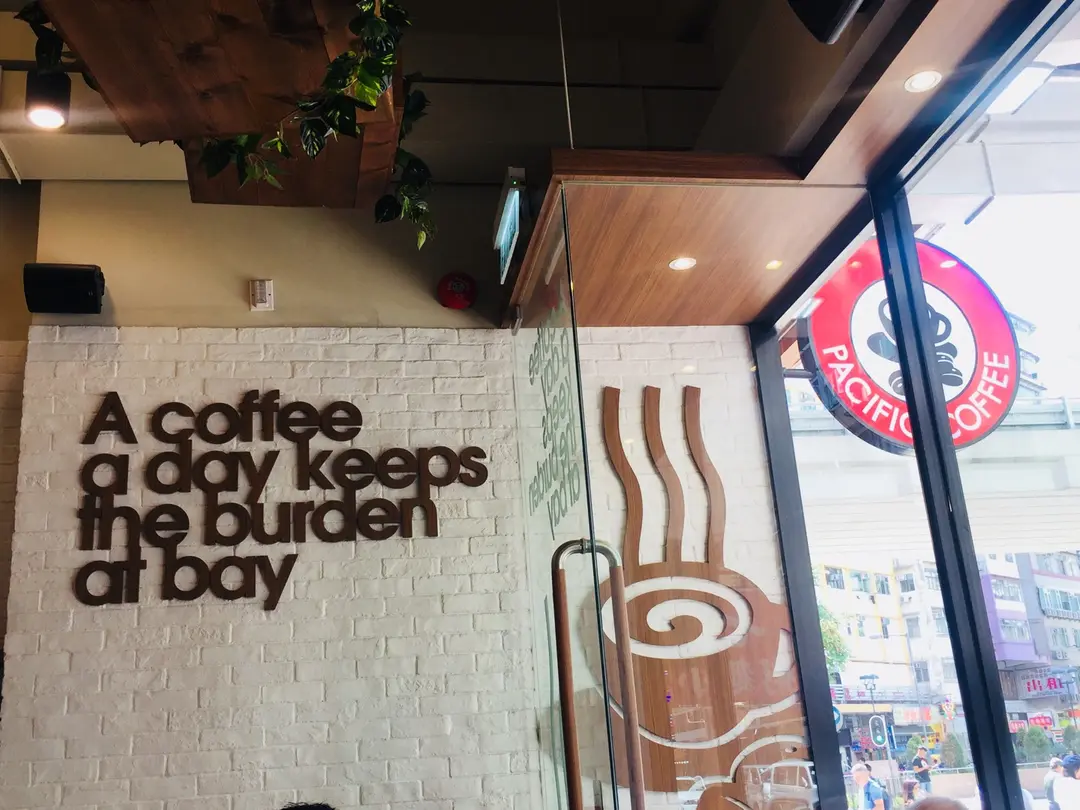 A coffee
a day keeps
the burden
at bay
PACIFIC COFFEE